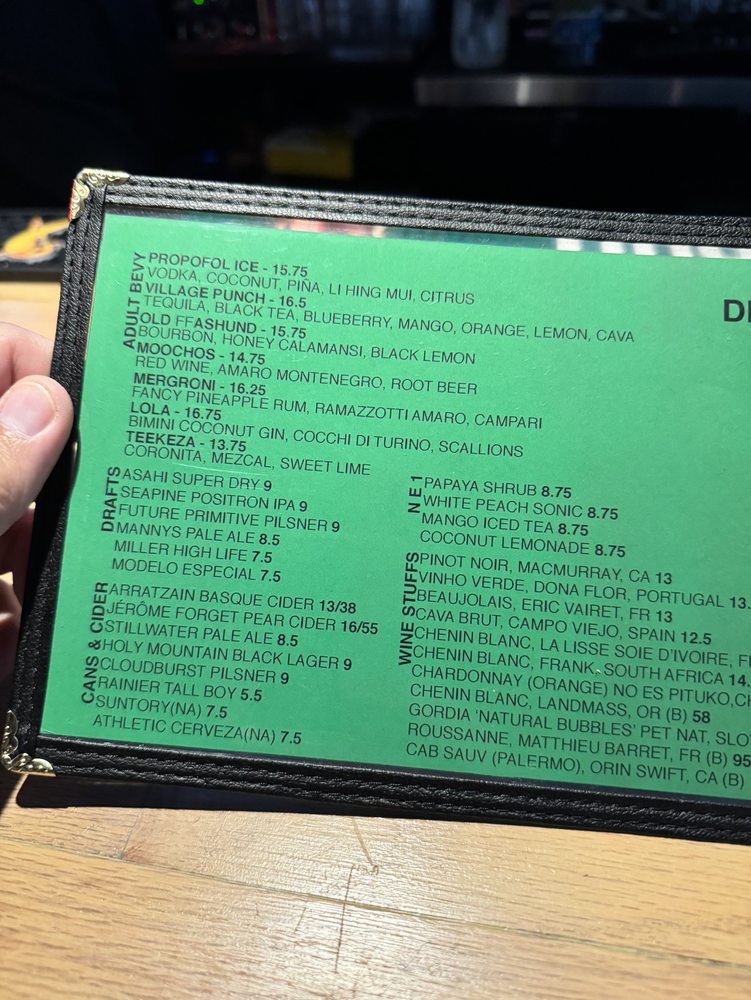 DI
ADULT BEVY
PROPOFOL ICE - 15.75
VODKA, COCONUT, PIÑA, LI HING MUI, CITRUS
VILLAGE PUNCH - 16.5
TEQUILA, BLACK TEA, BLUEBERRY, MANGO, ORANGE, LEMON, CAVA
OLD FFASHUND - 15.75
BOURBON, HONEY CALAMANSI, BLACK LEMON
MOOCHOS - 14.75
RED WINE, AMARO MONTENEGRO, ROOT BEER
MERGRONI - 16.25
FANCY PINEAPPLE RUM, RAMAZZOTTI AMARO, CAMPARI
LOLA - 16.75
BIMINI COCONUT GIN, COCCHI DI TURINO, SCALLIONS
TEEKEZA - 13.75
CORONITA, MEZCAL, SWEET LIME
DRAFTS
ASAHI SUPER DRY 9
SEAPINE POSITRON IPA 9
FUTURE PRIMITIVE PILSNER 9
MANNYS PALE ALE 8.5
MILLER HIGH LIFE 7.5
MODELO ESPECIAL 7.5
CANS & CIDER
ARRATZAIN BASQUE CIDER 13/38
JÉRÔME FORGET PEAR CIDER 16/55
STILLWATER PALE ALE 8.5
HOLY MOUNTAIN BLACK LAGER 9
CLOUDBURST PILSNER 9
RAINIER TALL BOY 5.5
SUNTORY(NA) 7.5
ATHLETIC CERVEZA(NA) 7.5
N E 1
PAPAYA SHRUB 8.75
WHITE PEACH SONIC 8.75
MANGO ICED TEA 8.75
COCONUT LEMONADE 8.75
WINE STUFFS
PINOT NOIR, MACMURRAY, CA 13
VINHO VERDE, DONA FLOR, PORTUGAL 13.
BEAUJOLAIS, ERIC VAIRET, FR 13
CAVA BRUT, CAMPO VIEJO, SPAIN 12.5
CHENIN BLANC, LA LISSE SOIE D'IVOIRE, F
CHENIN BLANC, FRANK, SOUTH AFRICA 14.
CHARDONNAY (ORANGE) NO ES PITUKO,CH
CHENIN BLANC, LANDMASS, OR (B) 58
GORDIA 'NATURAL BUBBLES' PET NAT, SLO
ROUSSANNE, MATTHIEU BARRET, FR (B) 95
CAB SAUV (PALERMO), ORIN SWIFT, CA (B)